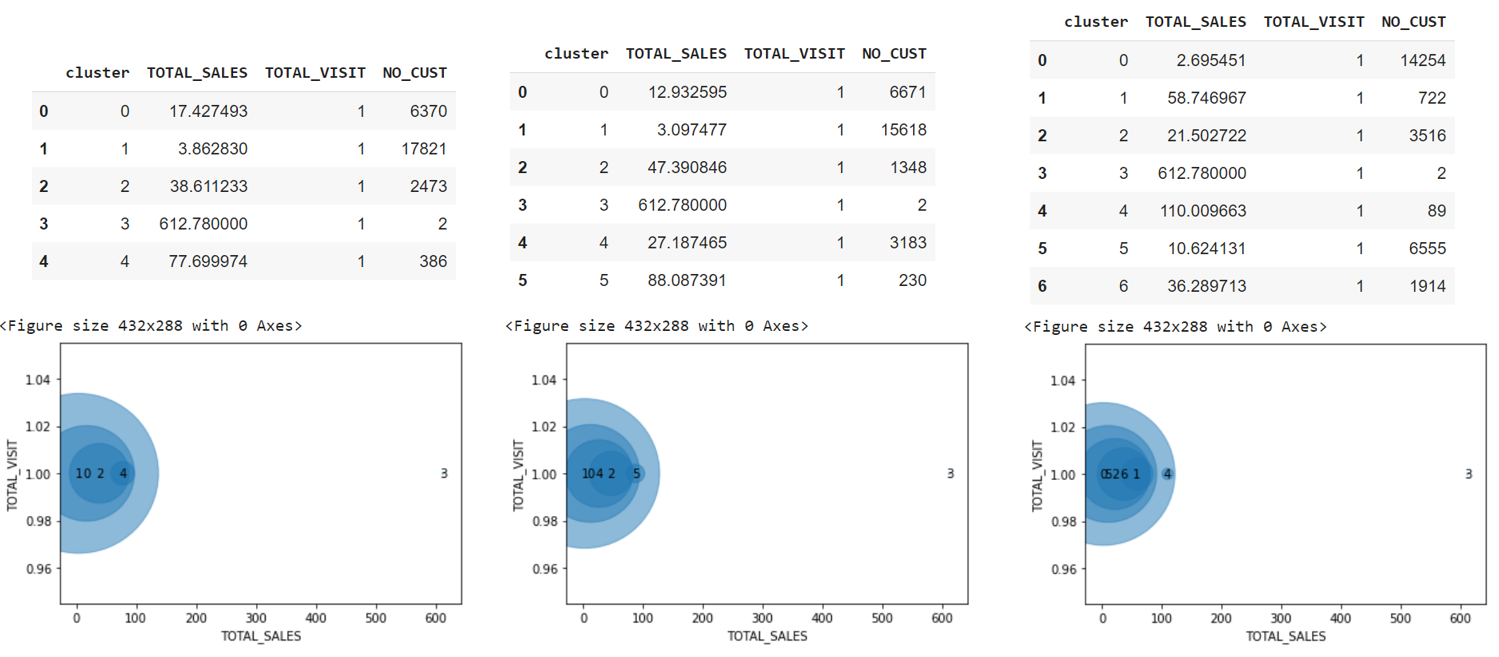 cluster TOTAL_SALES TOTAL_VISIT NO_CUST
0 0 17.427493 1 6370
1 1 3.862830 1 17821
2 2 38.611233 1 2473
3 3 612.780000 1 2
4 4 77.699974 1 386
<Figure size 432x288 with 0 Axes>
1.04
1.02
1.00
0.98
0.96
TOTAL_VISIT
1 0 2 4 3
0 100 200 300 400 500 600
TOTAL_SALES
cluster TOTAL_SALES TOTAL_VISIT NO_CUST
0 0 12.932595 1 6671
1 1 3.097477 1 15618
2 2 47.390846 1 1348
3 3 612.780000 1 2
4 4 27.187465 1 3183
5 5 88.087391 1 230
<Figure size 432x288 with 0 Axes>
1.04
1.02
1.00
0.98
0.96
TOTAL_VISIT
1 0 4 2 5 3
0 100 200 300 400 500 600
TOTAL_SALES
cluster TOTAL_SALES TOTAL_VISIT NO_CUST
0 0 2.695451 1 14254
1 1 58.746967 1 722
2 2 21.502722 1 3516
3 3 612.780000 1 2
4 4 110.009663 1 89
5 5 10.624131 1 6555
6 6 36.289713 1 1914
<Figure size 432x288 with 0 Axes>
1.04
1.02
1.00
0.98
0.96
TOTAL_VISIT
0 5 2 6 1 4 3
0 100 200 300 400 500 600
TOTAL_SALES